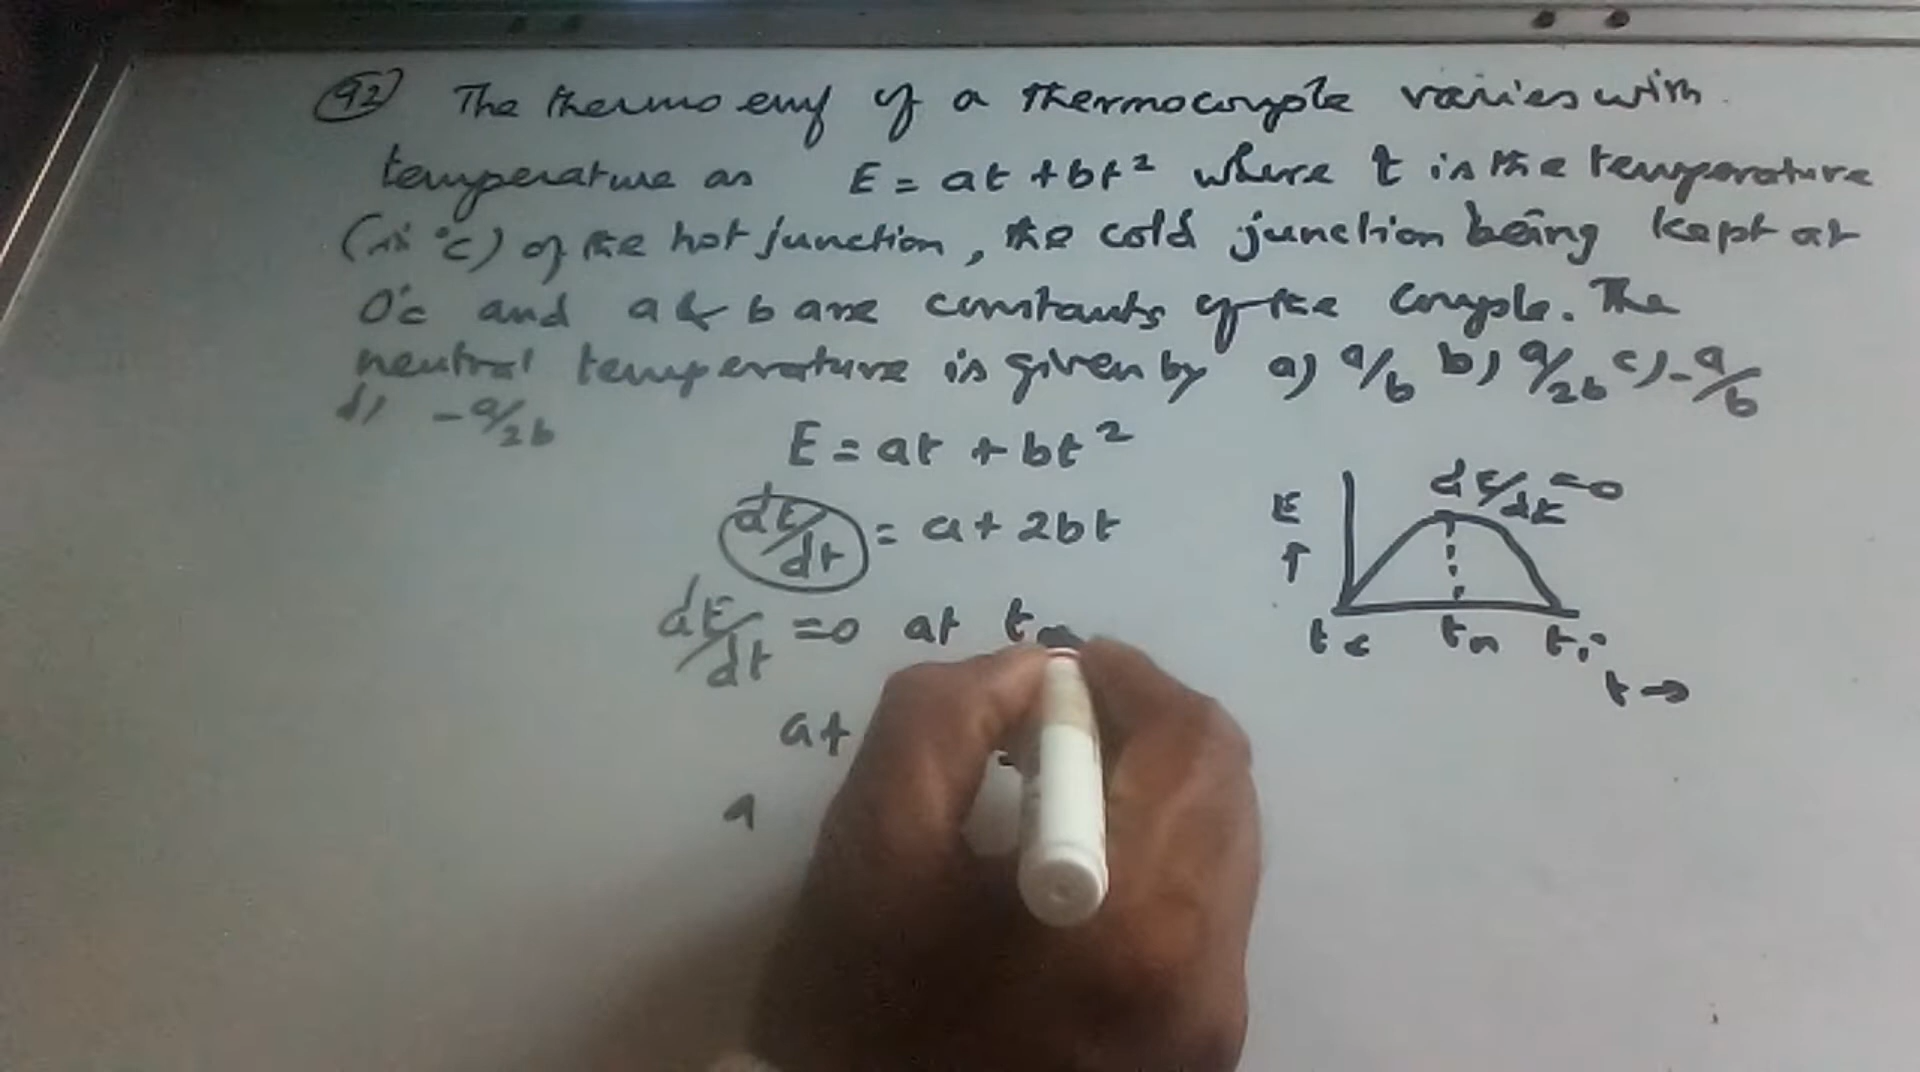 92 The thermo emf of a thermocouple varies with
temperature as E = at + bt² where t is the temperature
(in °C) of the hot junction, the cold junction being kept at
0°c and a & b are constants of the couple. The
neutral temperature is given by a) a/b b) a/2b c) -a/b
d) -a/2b
E = at + bt²
dE/dt = a + 2bt
dE/dt = 0 at t
a+
a
dE/dt = 0
E ↑
tc tn ti
t →